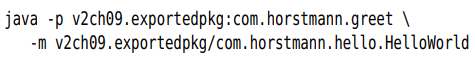 java -p v2ch09.exportedpkg:com.horstmann.greet \
-m v2ch09.exportedpkg/com.horstmann.hello.HelloWorld